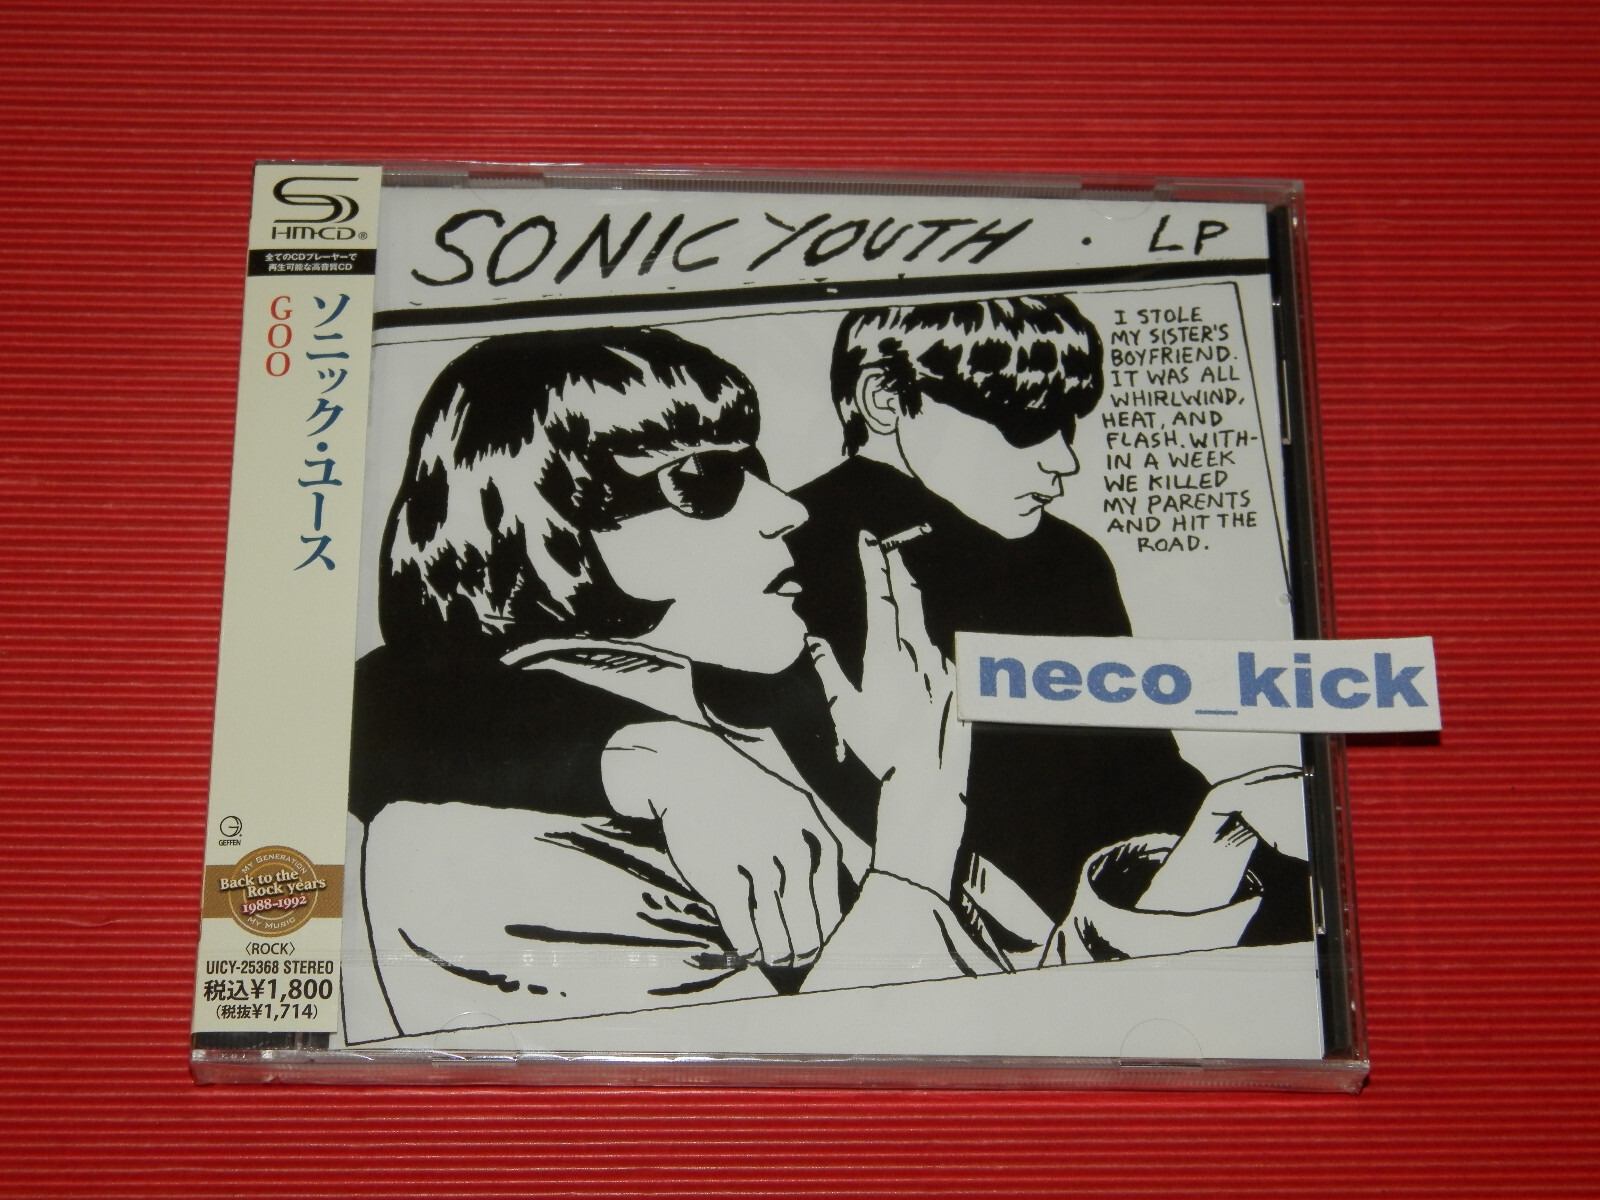 SHM-CD®
全てのCDプレーヤーで
再生可能な高音質CD
ソニック・ユース
GOO
G
GEFFEN
MY GENERATION
Back to the
Rock years
1988-1992
MY MUSIC
〈ROCK〉
UICY-25368 STEREO
税込¥1,800
(税抜¥1,714)
SONIC YOUTH · LP
I STOLE
MY SISTER'S
BOYFRIEND.
IT WAS ALL
WHIRLWIND,
HEAT, AND
FLASH. WITH-
IN A WEEK
WE KILLED
MY PARENTS
AND HIT THE
ROAD.
neco_kick